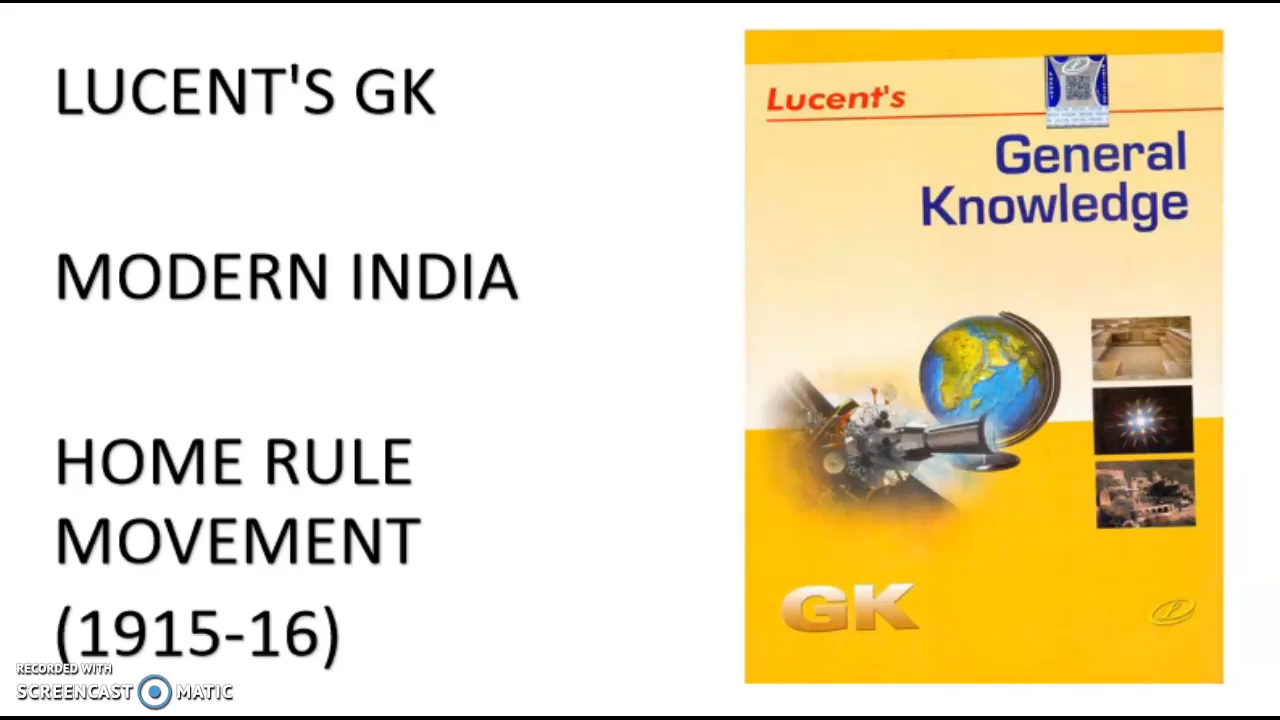 LUCENT'S GK
MODERN INDIA
HOME RULE
MOVEMENT
(1915-16)
RECORDED WITH
SCREENCAST MATIC
Lucent's
General
Knowledge
GK